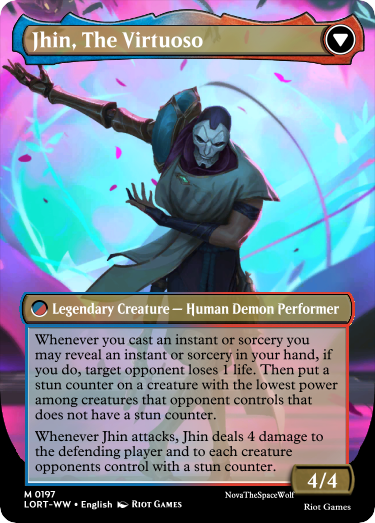 Jhin, The Virtuoso
Legendary Creature — Human Demon Performer
Whenever you cast an instant or sorcery you
may reveal an instant or sorcery in your hand, if
you do, target opponent loses 1 life. Then put a
stun counter on a creature with the lowest power
among creatures that opponent controls that
does not have a stun counter.
Whenever Jhin attacks, Jhin deals 4 damage to
the defending player and to each creature
opponents control with a stun counter.
4/4
M 0197
LORT-WW • English Riot Games
NovaTheSpaceWolf
Riot Games